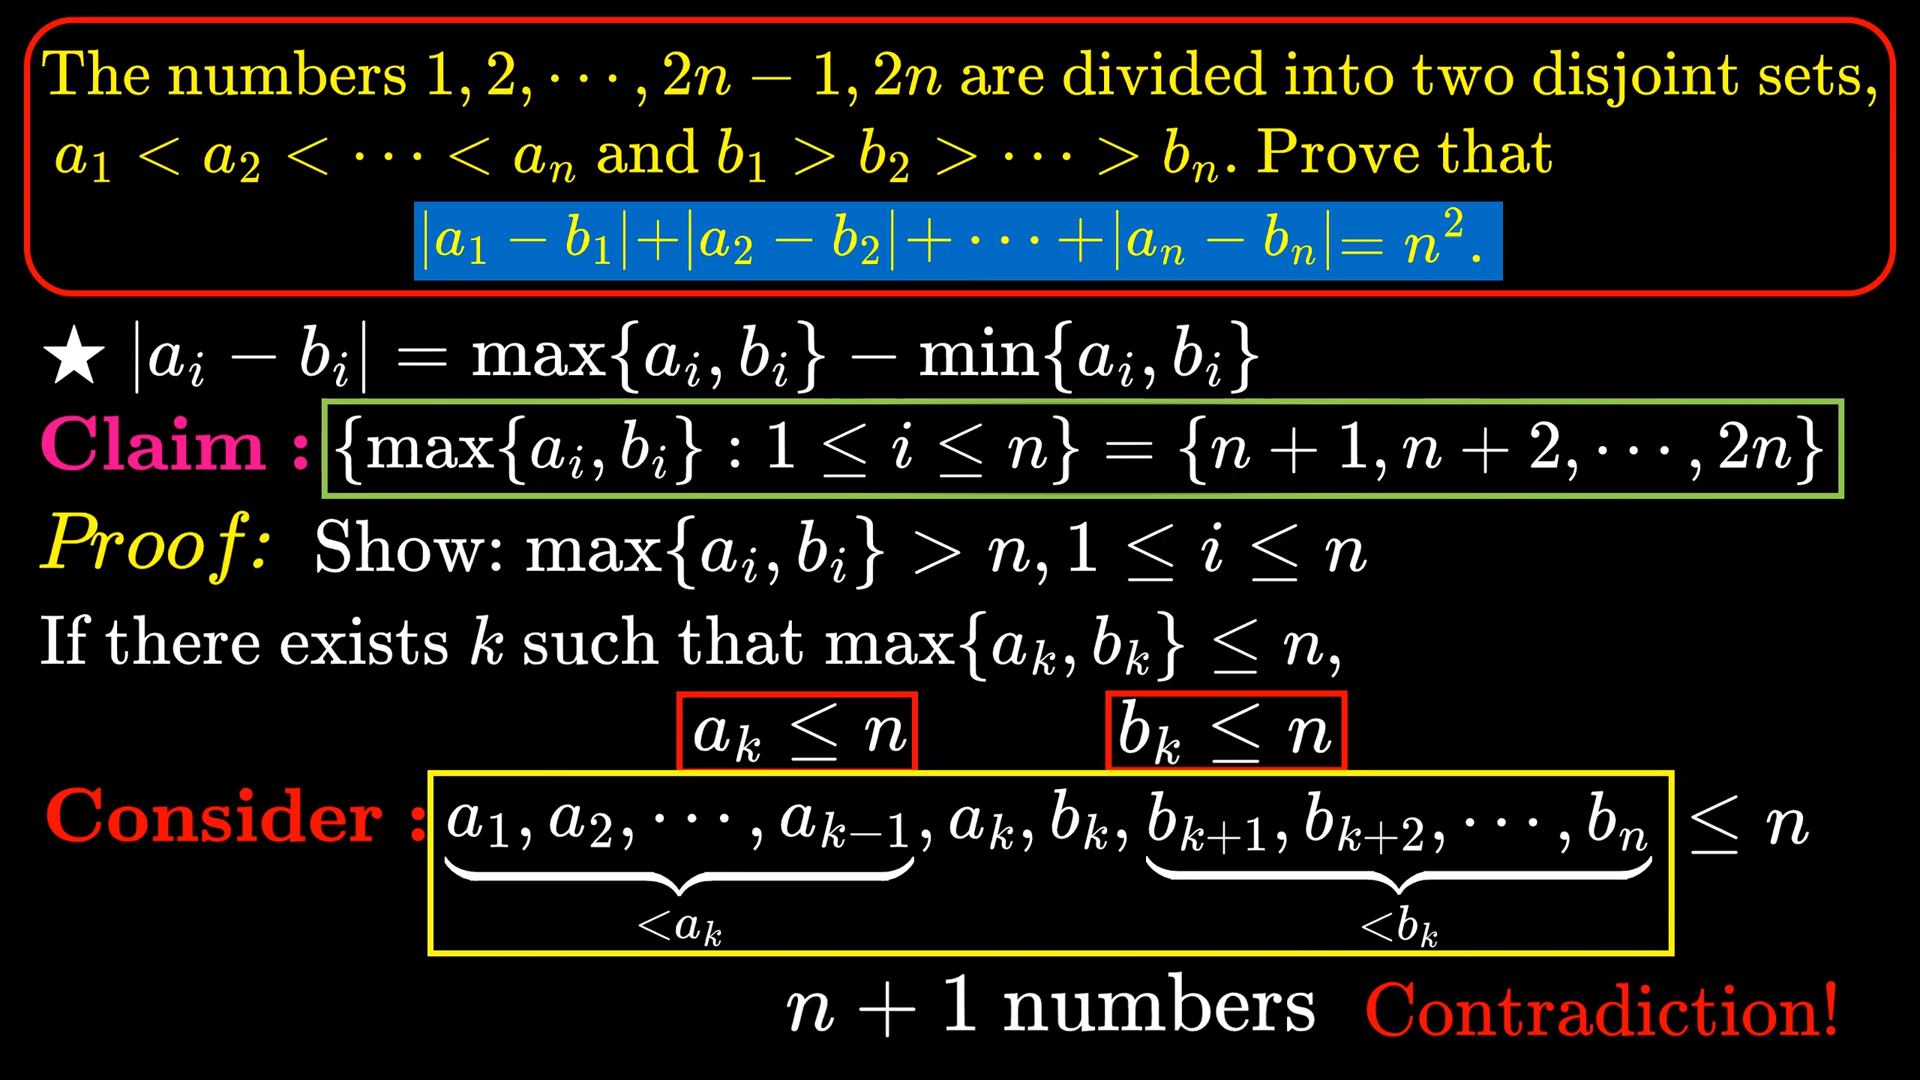 The numbers 1, 2, ⋯, 2n − 1, 2n are divided into two disjoint sets,
a₁ < a₂ < ⋯ < aₙ and b₁ > b₂ > ⋯ > bₙ. Prove that
|a₁ − b₁|+|a₂ − b₂|+⋯+|aₙ − bₙ|= n².
★ |aᵢ − bᵢ| = max{aᵢ, bᵢ} − min{aᵢ, bᵢ}
Claim : {max{aᵢ, bᵢ} : 1 ≤ i ≤ n} = {n + 1, n + 2, ⋯, 2n}
Proof: Show: max{aᵢ, bᵢ} > n, 1 ≤ i ≤ n
If there exists k such that max{aₖ, bₖ} ≤ n,
aₖ ≤ n bₖ ≤ n
Consider : a₁, a₂, ⋯, aₖ₋₁, aₖ, bₖ, bₖ₊₁, bₖ₊₂, ⋯, bₙ ≤ n
<aₖ <bₖ
n + 1 numbers Contradiction!